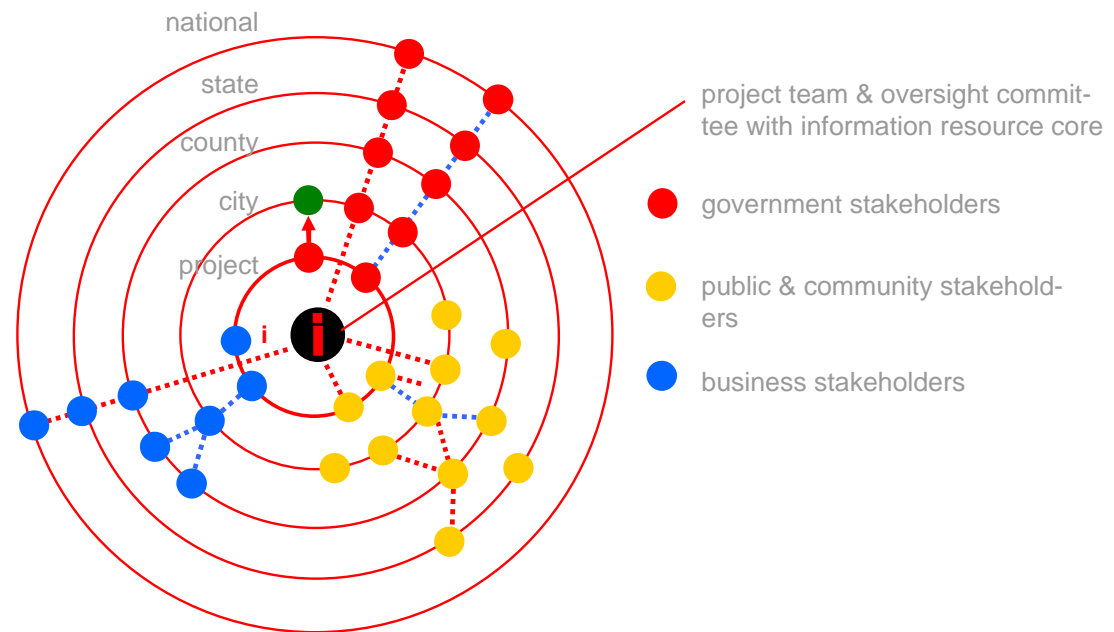 national
state
county
city
project
i
i
project team & oversight commit-
tee with information resource core
government stakeholders
public & community stakehold-
ers
business stakeholders